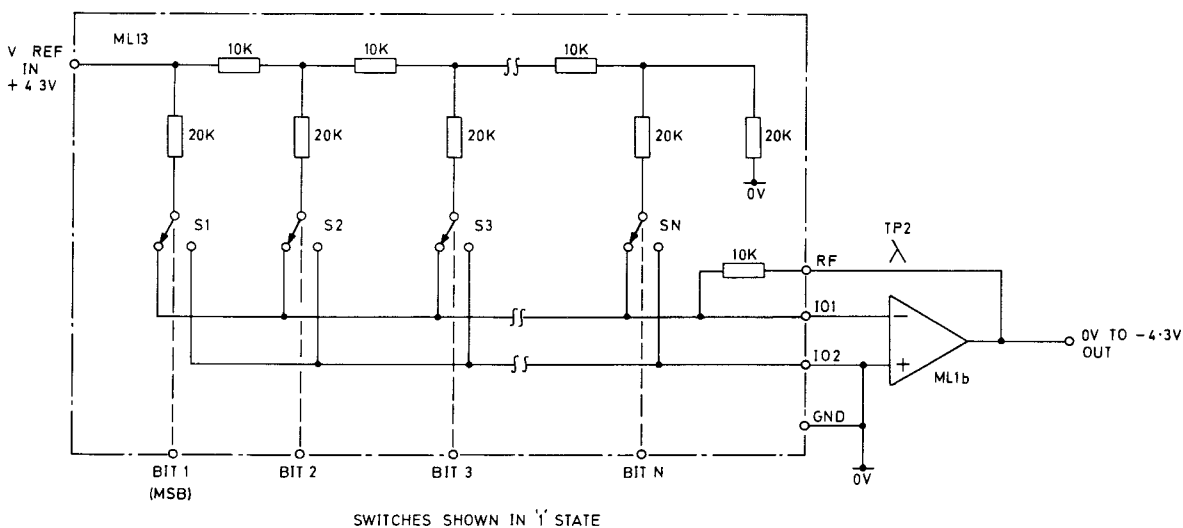 ML13
V REF
IN
+ 4·3V
10K
10K
10K
20K
20K
20K
20K
20K
0V
S1
S2
S3
SN
TP2
10K
RF
IO1
IO2
GND
-
+
ML1b
0V TO -4·3V
OUT
0V
BIT 1
(MSB)
BIT 2
BIT 3
BIT N
SWITCHES SHOWN IN '1' STATE